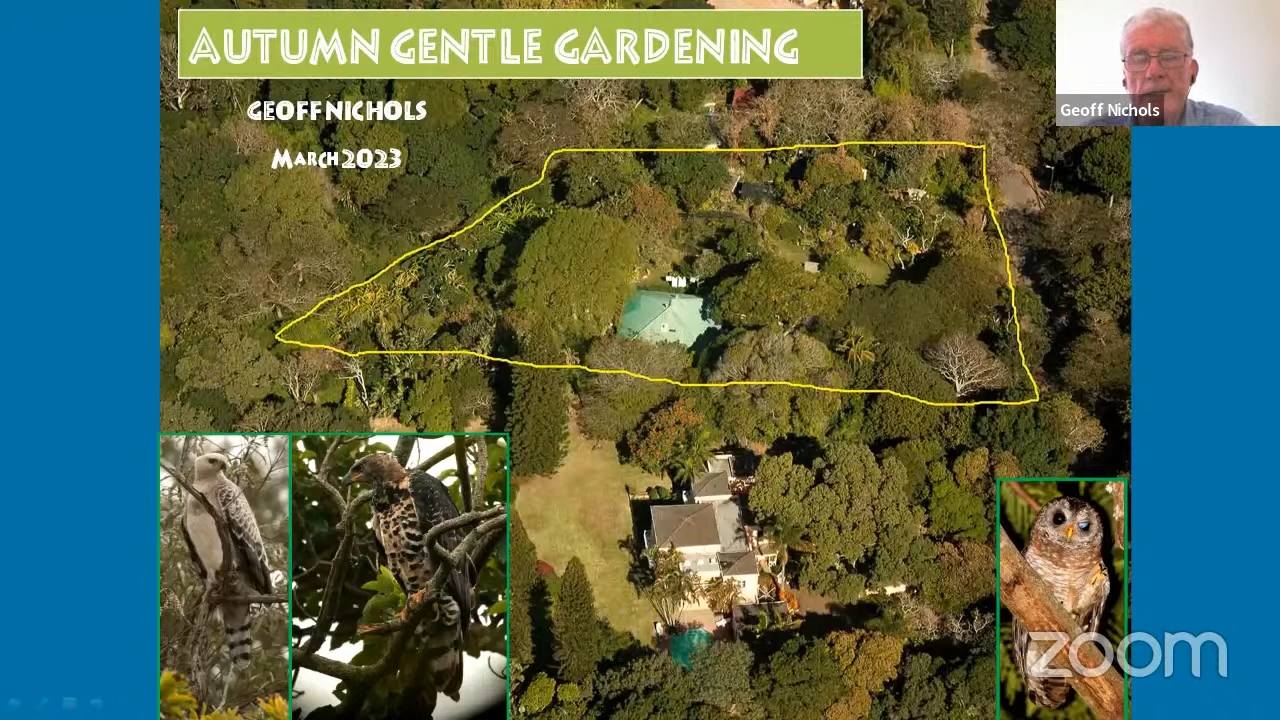 AUTUMN GENTLE GARDENING
GEOFF NICHOLS
MARCH 2023
Geoff Nichols
zoom